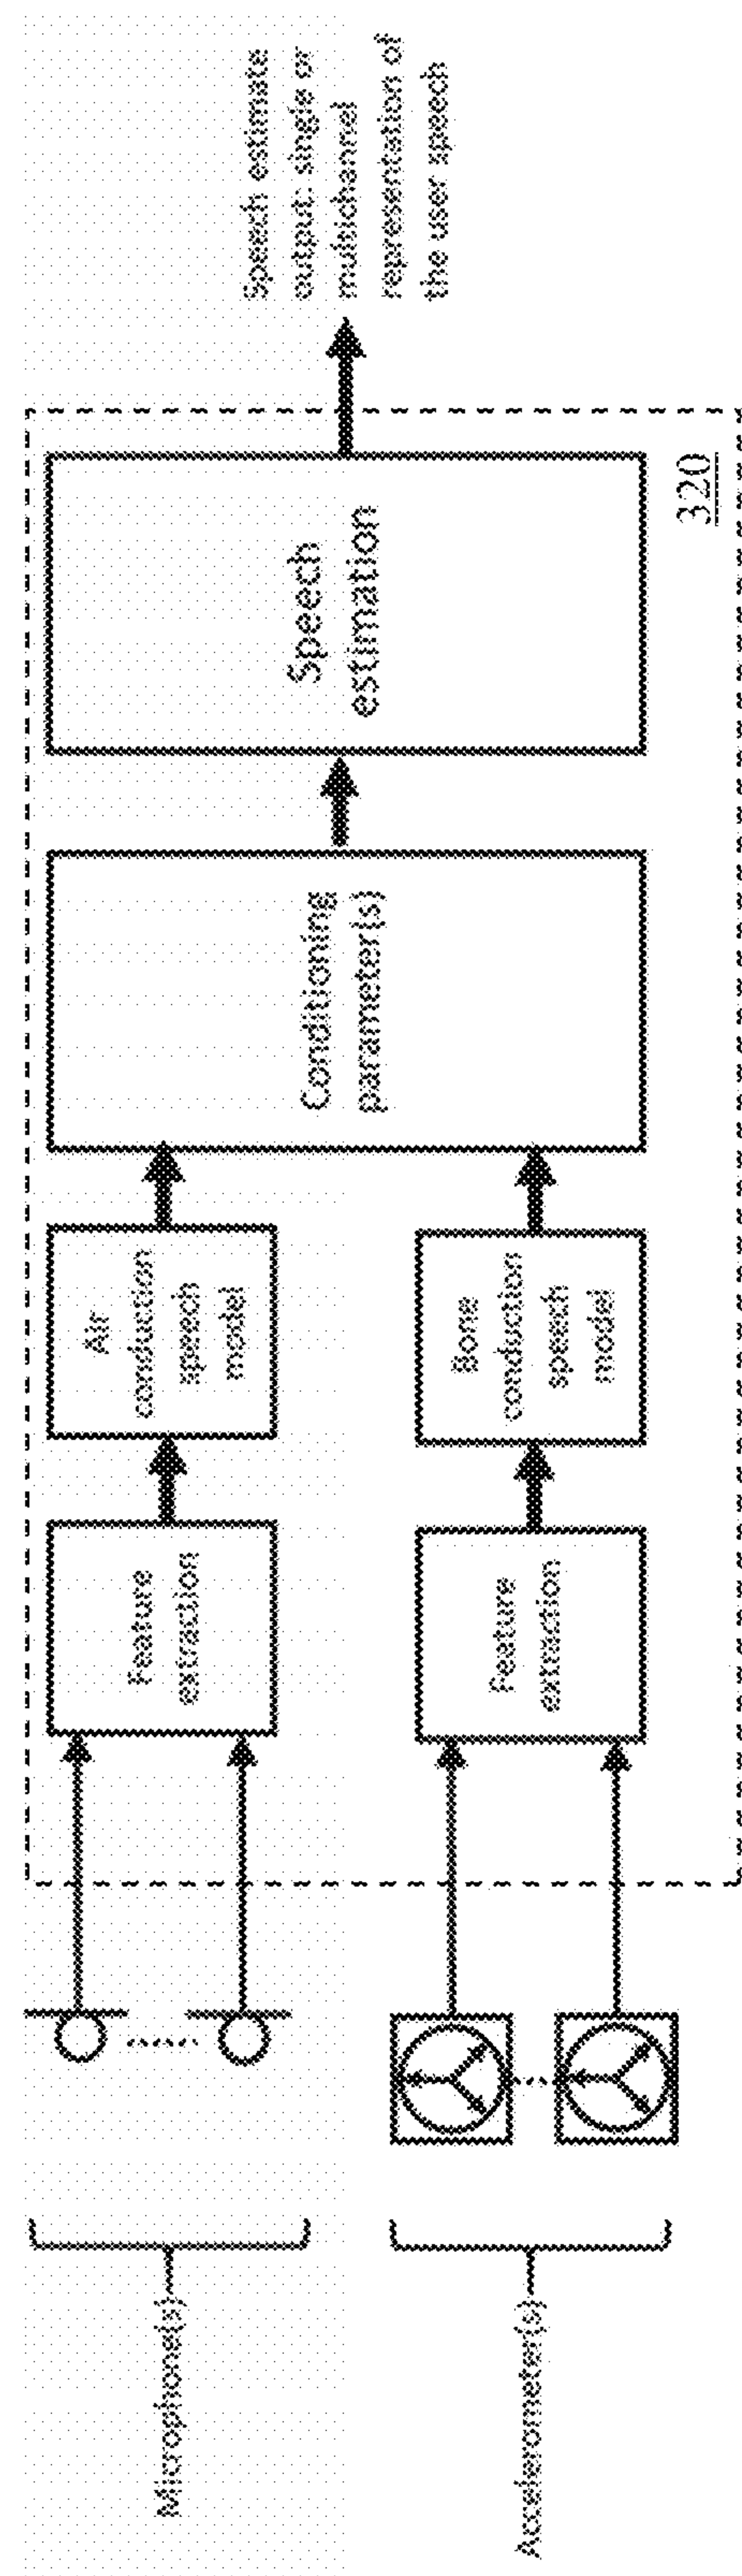 Microphone(s)
Accelerometer(s)
Feature
extraction
Feature
extraction
Air
conduction
speech
model
Bone
conduction
speech
model
Conditioning
parameter(s)
Speech
estimation
320
Speech estimate
output: single or
multichannel
representation of
the user speech